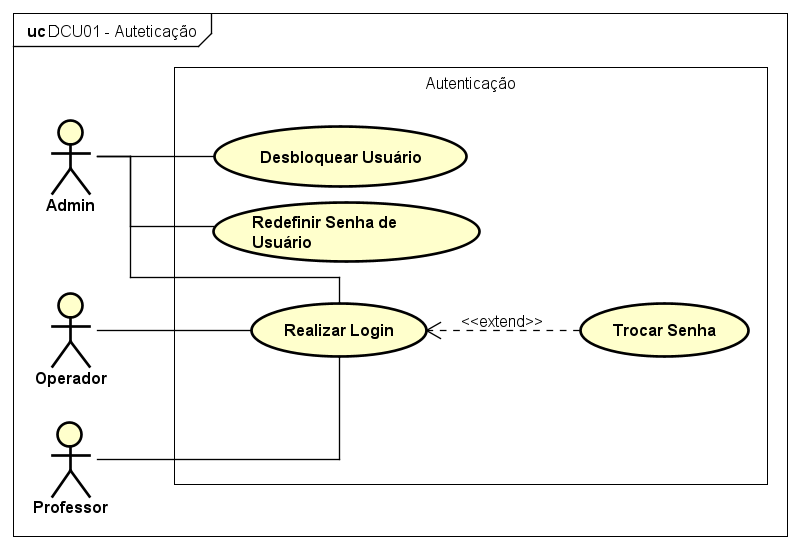 uc DCU01 - Auteticação
Autenticação
Desbloquear Usuário
Admin
Redefinir Senha de
Usuário
Realizar Login
<<extend>>
Trocar Senha
Operador
Professor